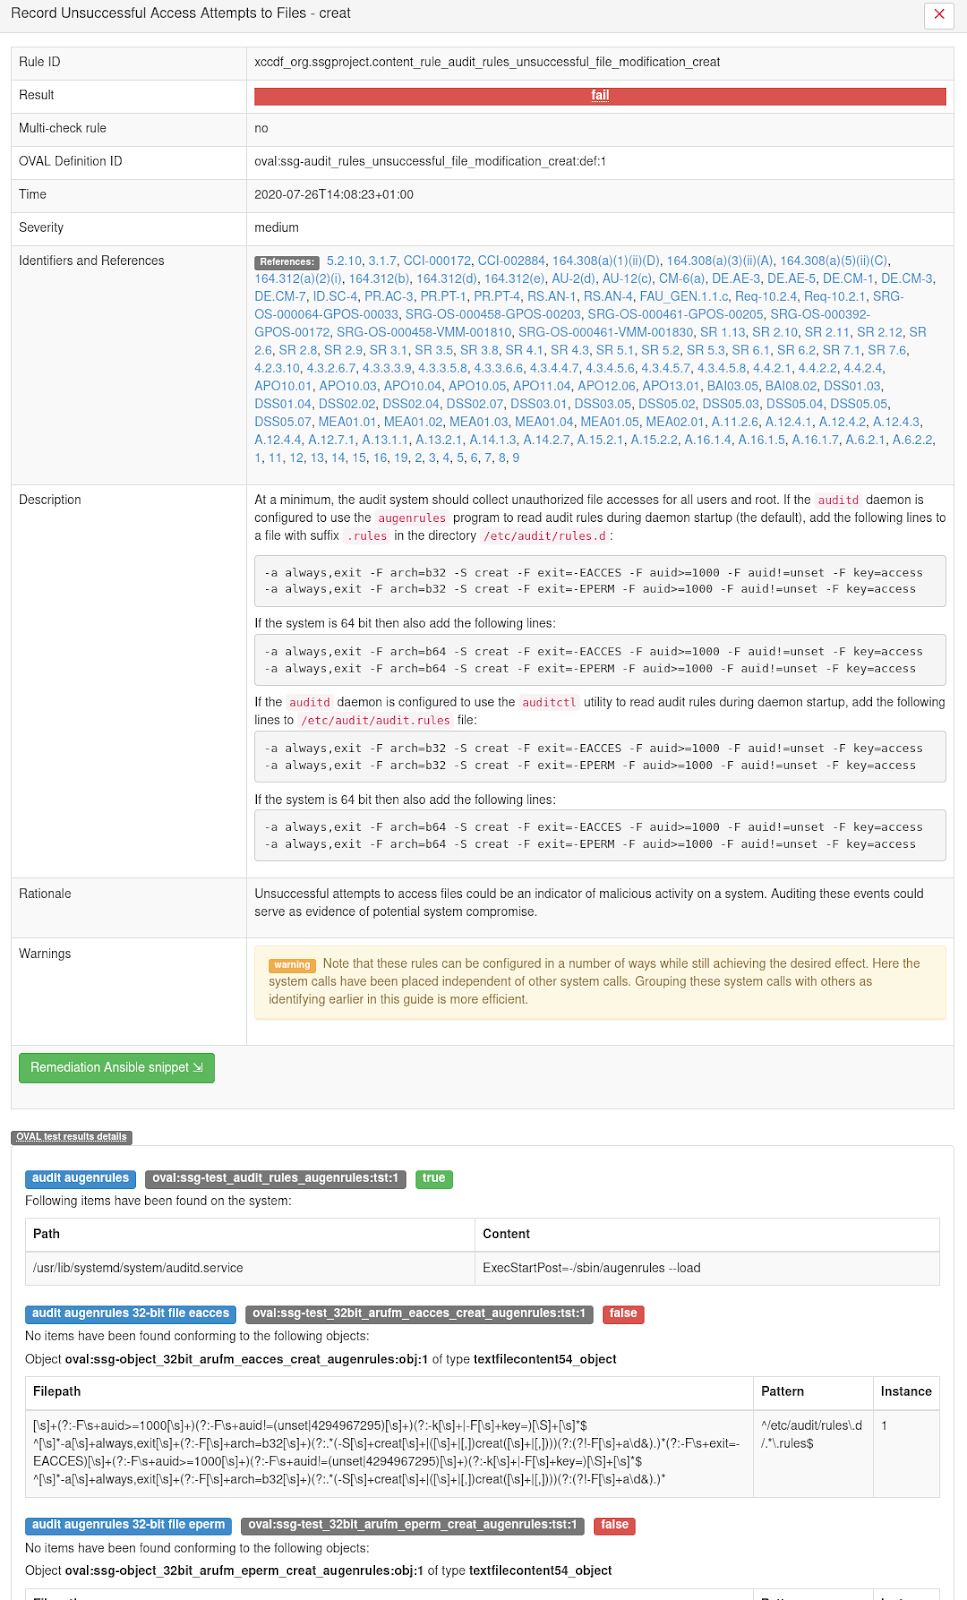 Record Unsuccessful Access Attempts to Files - creat
×
Rule ID
xccdf_org.ssgproject.content_rule_audit_rules_unsuccessful_file_modification_creat
Result
fail
Multi-check rule
no
OVAL Definition ID
oval:ssg-audit_rules_unsuccessful_file_modification_creat:def:1
Time
2020-07-26T14:08:23+01:00
Severity
medium
Identifiers and References
References: 5.2.10, 3.1.7, CCI-000172, CCI-002884, 164.308(a)(1)(ii)(D), 164.308(a)(3)(ii)(A), 164.308(a)(5)(ii)(C),
164.312(a)(2)(i), 164.312(b), 164.312(d), 164.312(e), AU-2(d), AU-12(c), CM-6(a), DE.AE-3, DE.AE-5, DE.CM-1, DE.CM-3,
DE.CM-7, ID.SC-4, PR.AC-3, PR.PT-1, PR.PT-4, RS.AN-1, RS.AN-4, FAU_GEN.1.1.c, Req-10.2.4, Req-10.2.1, SRG-
OS-000064-GPOS-00033, SRG-OS-000458-GPOS-00203, SRG-OS-000461-GPOS-00205, SRG-OS-000392-
GPOS-00172, SRG-OS-000458-VMM-001810, SRG-OS-000461-VMM-001830, SR 1.13, SR 2.10, SR 2.11, SR 2.12, SR
2.6, SR 2.8, SR 2.9, SR 3.1, SR 3.5, SR 3.8, SR 4.1, SR 4.3, SR 5.1, SR 5.2, SR 5.3, SR 6.1, SR 6.2, SR 7.1, SR 7.6,
4.2.3.10, 4.3.2.6.7, 4.3.3.3.9, 4.3.3.5.8, 4.3.3.6.6, 4.3.4.4.7, 4.3.4.5.6, 4.3.4.5.7, 4.3.4.5.8, 4.4.2.1, 4.4.2.2, 4.4.2.4,
APO10.01, APO10.03, APO10.04, APO10.05, APO11.04, APO12.06, APO13.01, BAI03.05, BAI08.02, DSS01.03,
DSS01.04, DSS02.02, DSS02.04, DSS02.07, DSS03.01, DSS03.05, DSS05.02, DSS05.03, DSS05.04, DSS05.05,
DSS05.07, MEA01.01, MEA01.02, MEA01.03, MEA01.04, MEA01.05, MEA02.01, A.11.2.6, A.12.4.1, A.12.4.2, A.12.4.3,
A.12.4.4, A.12.7.1, A.13.1.1, A.13.2.1, A.14.1.3, A.14.2.7, A.15.2.1, A.15.2.2, A.16.1.4, A.16.1.5, A.16.1.7, A.6.2.1, A.6.2.2,
1, 11, 12, 13, 14, 15, 16, 19, 2, 3, 4, 5, 6, 7, 8, 9
Description
At a minimum, the audit system should collect unauthorized file accesses for all users and root. If the auditd daemon is
configured to use the augenrules program to read audit rules during daemon startup (the default), add the following lines to
a file with suffix .rules in the directory /etc/audit/rules.d :
-a always,exit -F arch=b32 -S creat -F exit=-EACCES -F auid>=1000 -F auid!=unset -F key=access
-a always,exit -F arch=b32 -S creat -F exit=-EPERM -F auid>=1000 -F auid!=unset -F key=access
If the system is 64 bit then also add the following lines:
-a always,exit -F arch=b64 -S creat -F exit=-EACCES -F auid>=1000 -F auid!=unset -F key=access
-a always,exit -F arch=b64 -S creat -F exit=-EPERM -F auid>=1000 -F auid!=unset -F key=access
If the auditd daemon is configured to use the auditctl utility to read audit rules during daemon startup, add the following
lines to /etc/audit/audit.rules file:
-a always,exit -F arch=b32 -S creat -F exit=-EACCES -F auid>=1000 -F auid!=unset -F key=access
-a always,exit -F arch=b32 -S creat -F exit=-EPERM -F auid>=1000 -F auid!=unset -F key=access
If the system is 64 bit then also add the following lines:
-a always,exit -F arch=b64 -S creat -F exit=-EACCES -F auid>=1000 -F auid!=unset -F key=access
-a always,exit -F arch=b64 -S creat -F exit=-EPERM -F auid>=1000 -F auid!=unset -F key=access
Rationale
Unsuccessful attempts to access files could be an indicator of malicious activity on a system. Auditing these events could
serve as evidence of potential system compromise.
Warnings
warning Note that these rules can be configured in a number of ways while still achieving the desired effect. Here the
system calls have been placed independent of other system calls. Grouping these system calls with others as
identifying earlier in this guide is more efficient.
Remediation Ansible snippet ⇲
OVAL test results details
audit augenrules oval:ssg-test_audit_rules_augenrules:tst:1 true
Following items have been found on the system:
Path Content
/usr/lib/systemd/system/auditd.service ExecStartPost=-/sbin/augenrules --load
audit augenrules 32-bit file eacces oval:ssg-test_32bit_arufm_eacces_creat_augenrules:tst:1 false
No items have been found conforming to the following objects:
Object oval:ssg-object_32bit_arufm_eacces_creat_augenrules:obj:1 of type textfilecontent54_object
Filepath Pattern Instance
[\s]+(?:-F\s+auid>=1000[\s]+)(?:-F\s+auid!=(unset|4294967295)[\s]+)(?:-k[\s]+|-F[\s]+key=)[\S]+[\s]*$ ^/etc/audit/rules\.d 1
^[\s]*-a[\s]+always,exit[\s]+(?:-F[\s]+arch=b32[\s]+)(?:.*(-S[\s]+creat[\s]+|([\s]+|[,])creat([\s]+|[,])))(?:(?!-F[\s]+a\d&).)*(?:-F\s+exit=- /.*\.rules$
EACCES)[\s]+(?:-F\s+auid>=1000[\s]+)(?:-F\s+auid!=(unset|4294967295)[\s]+)(?:-k[\s]+|-F[\s]+key=)[\S]+[\s]*$
^[\s]*-a[\s]+always,exit[\s]+(?:-F[\s]+arch=b32[\s]+)(?:.*(-S[\s]+creat[\s]+|([\s]+|[,])creat([\s]+|[,])))(?:(?!-F[\s]+a\d&).)*
audit augenrules 32-bit file eperm oval:ssg-test_32bit_arufm_eperm_creat_augenrules:tst:1 false
No items have been found conforming to the following objects:
Object oval:ssg-object_32bit_arufm_eperm_creat_augenrules:obj:1 of type textfilecontent54_object